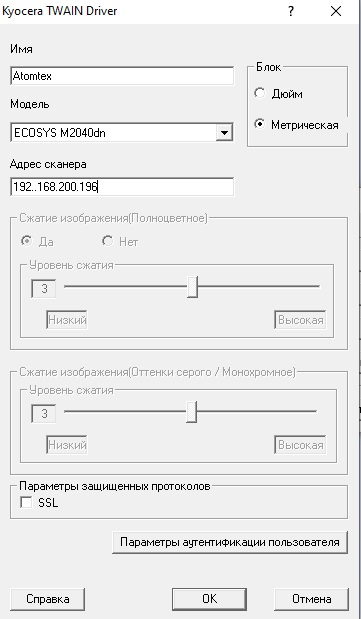 Kyocera TWAIN Driver ? ×
Имя
Atomtex
Модель
ECOSYS M2040dn
Блок
Дюйм
Метрическая
Адрес сканера
192..168.200.196
Сжатие изображения(Полноцветное)
Да Нет
Уровень сжатия
3
Низкий Высокая
Сжатие изображения(Оттенки серого / Монохромное)
Уровень сжатия
3
Низкий Высокая
Параметры защищенных протоколов
SSL
Параметры аутентификации пользователя
Справка OK Отмена